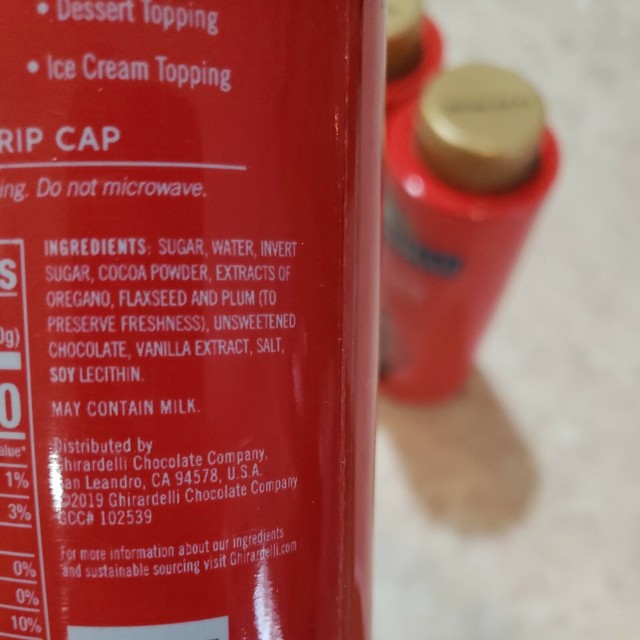 • Dessert Topping
• Ice Cream Topping
RIP CAP
ing. Do not microwave.
INGREDIENTS: SUGAR, WATER, INVERT
SUGAR, COCOA POWDER, EXTRACTS OF
OREGANO, FLAXSEED AND PLUM (TO
PRESERVE FRESHNESS), UNSWEETENED
CHOCOLATE, VANILLA EXTRACT, SALT,
SOY LECITHIN.
MAY CONTAIN MILK.
Distributed by
Ghirardelli Chocolate Company,
San Leandro, CA 94578, U.S.A.
©2019 Ghirardelli Chocolate Company
GCC# 102539
For more information about our ingredients
and sustainable sourcing visit Ghirardelli.com
S
0g)
0
alue*
1%
3%
0%
0%
10%